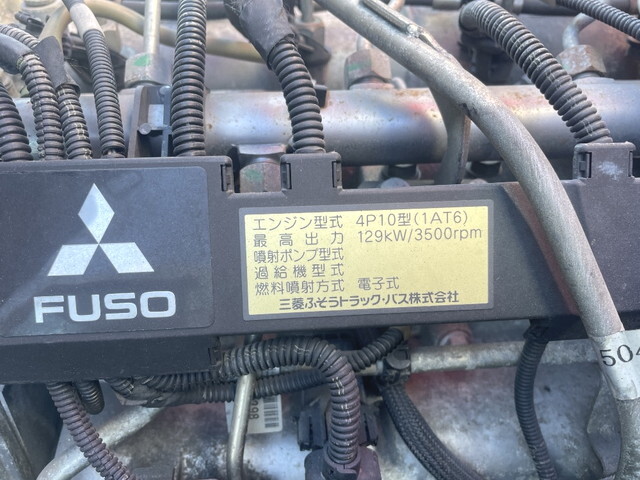 FUSO
エンジン型式 4P10型(1AT6)
最高出力 129kW/3500rpm
噴射ポンプ型式
過給機型式
燃料噴射方式 電子式
三菱ふそうトラック・バス株式会社
504